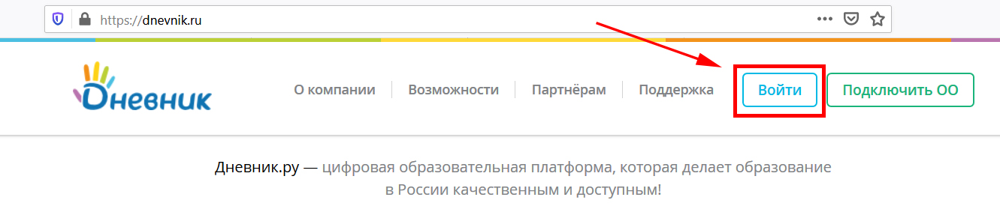 https://dnevnik.ru
Дневник
О компании
Возможности
Партнёрам
Поддержка
Войти
Подключить ОО
Дневник.ру — цифровая образовательная платформа, которая делает образование
в России качественным и доступным!